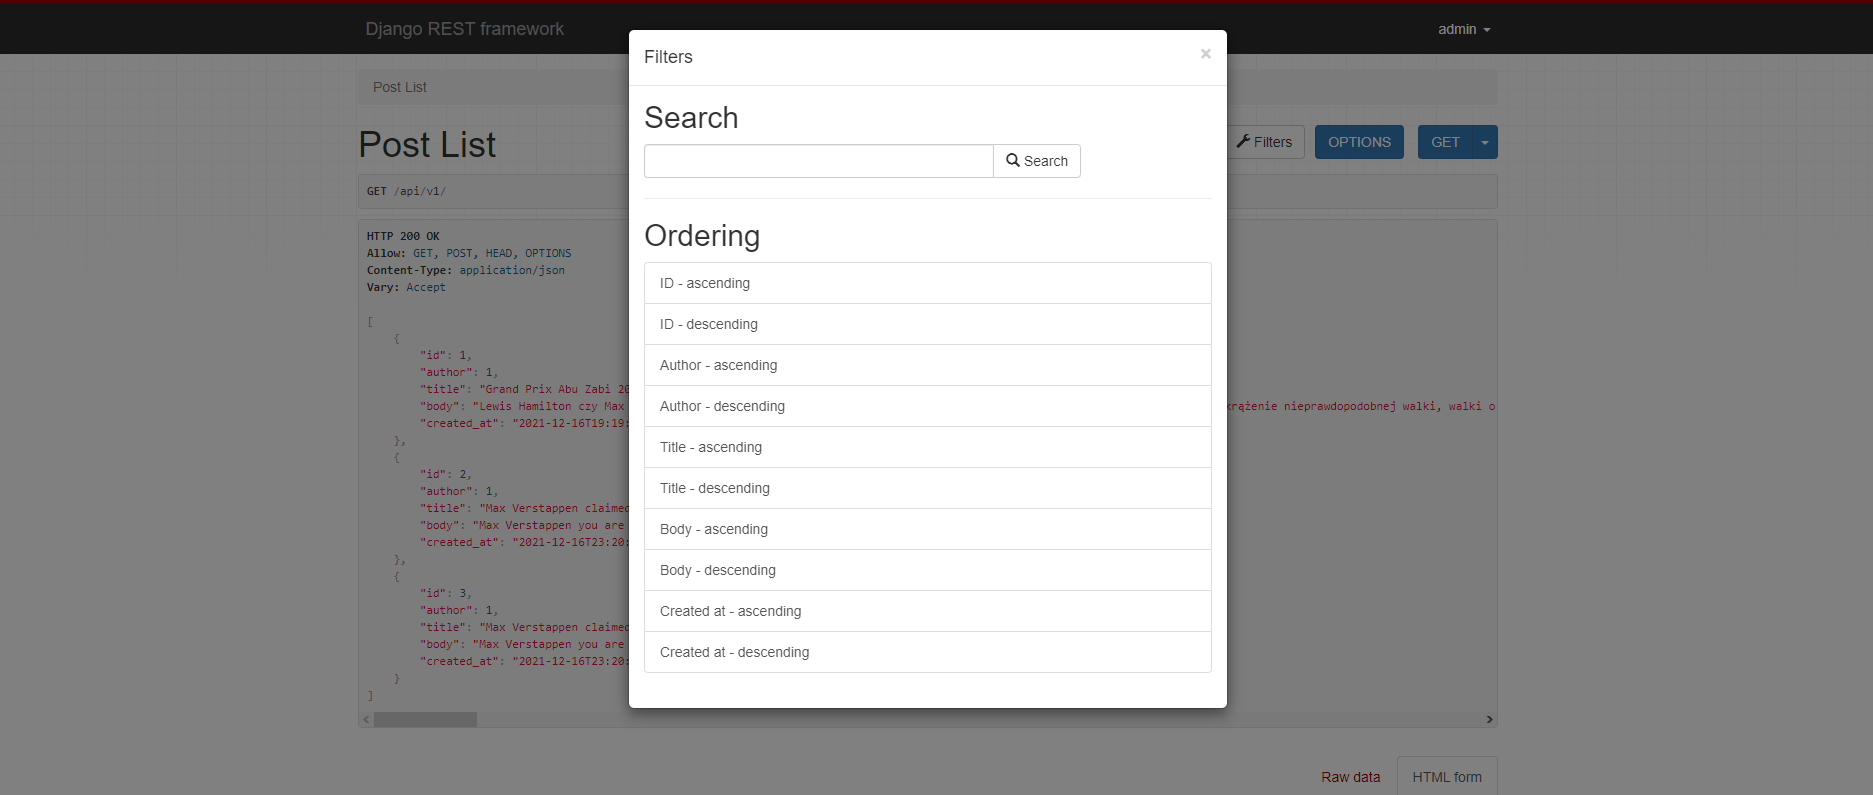 Django REST framework
admin
Post List
Post List
Filters
OPTIONS
GET
GET /api/v1/
HTTP 200 OK
Allow: GET, POST, HEAD, OPTIONS
Content-Type: application/json
Vary: Accept
[
{
"id": 1,
"author": 1,
"title": "Grand Prix Abu Zabi 20
"body": "Lewis Hamilton czy Max krążenie nieprawdopodobnej walki, walki o
"created_at": "2021-12-16T19:19:
},
{
"id": 2,
"author": 1,
"title": "Max Verstappen claimed
"body": "Max Verstappen you are
"created_at": "2021-12-16T23:20:
},
{
"id": 3,
"author": 1,
"title": "Max Verstappen claimed
"body": "Max Verstappen you are
"created_at": "2021-12-16T23:20:
}
]
Raw data
HTML form
Filters
×
Search
Search
Ordering
ID - ascending
ID - descending
Author - ascending
Author - descending
Title - ascending
Title - descending
Body - ascending
Body - descending
Created at - ascending
Created at - descending